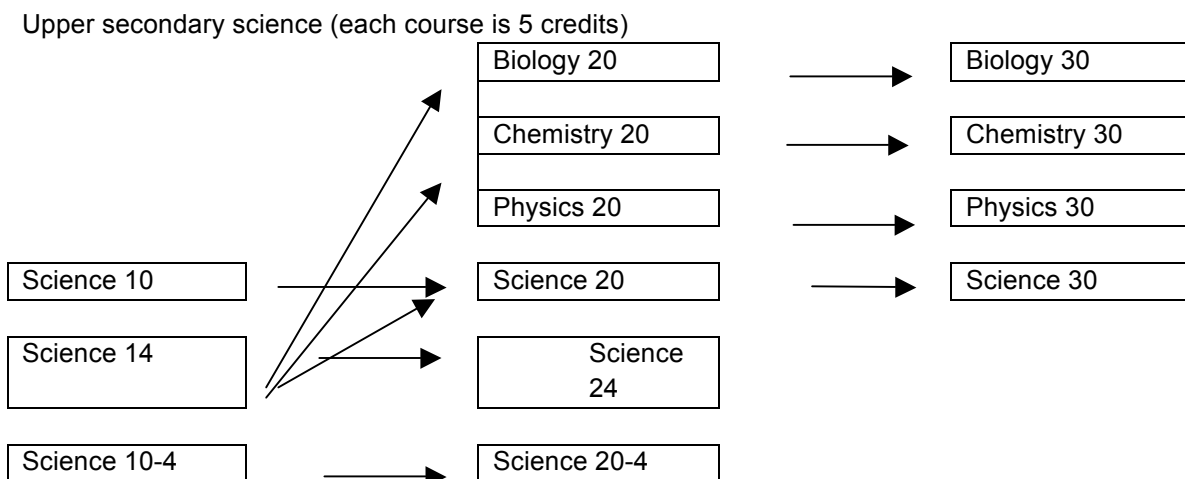 Upper secondary science (each course is 5 credits)
Biology 20
Biology 30
Chemistry 20
Chemistry 30
Physics 20
Physics 30
Science 10
Science 20
Science 30
Science 14
Science
24
Science 10-4
Science 20-4